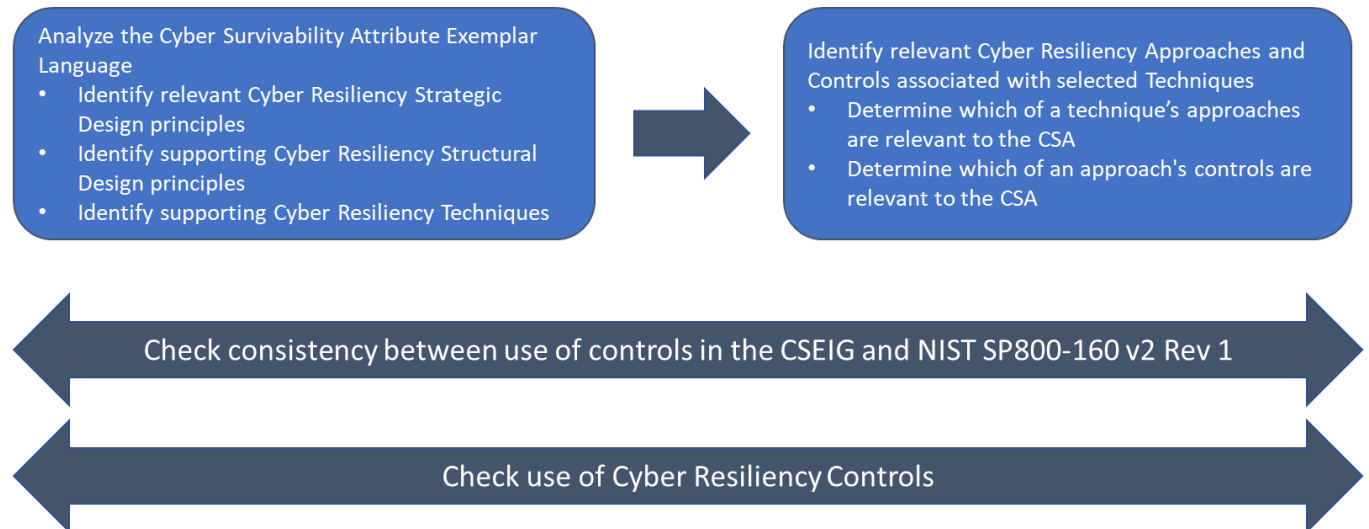 Analyze the Cyber Survivability Attribute Exemplar
Language
• Identify relevant Cyber Resiliency Strategic
Design principles
• Identify supporting Cyber Resiliency Structural
Design principles
• Identify supporting Cyber Resiliency Techniques
Identify relevant Cyber Resiliency Approaches and
Controls associated with selected Techniques
• Determine which of a technique’s approaches
are relevant to the CSA
• Determine which of an approach's controls are
relevant to the CSA
Check consistency between use of controls in the CSEIG and NIST SP800-160 v2 Rev 1
Check use of Cyber Resiliency Controls